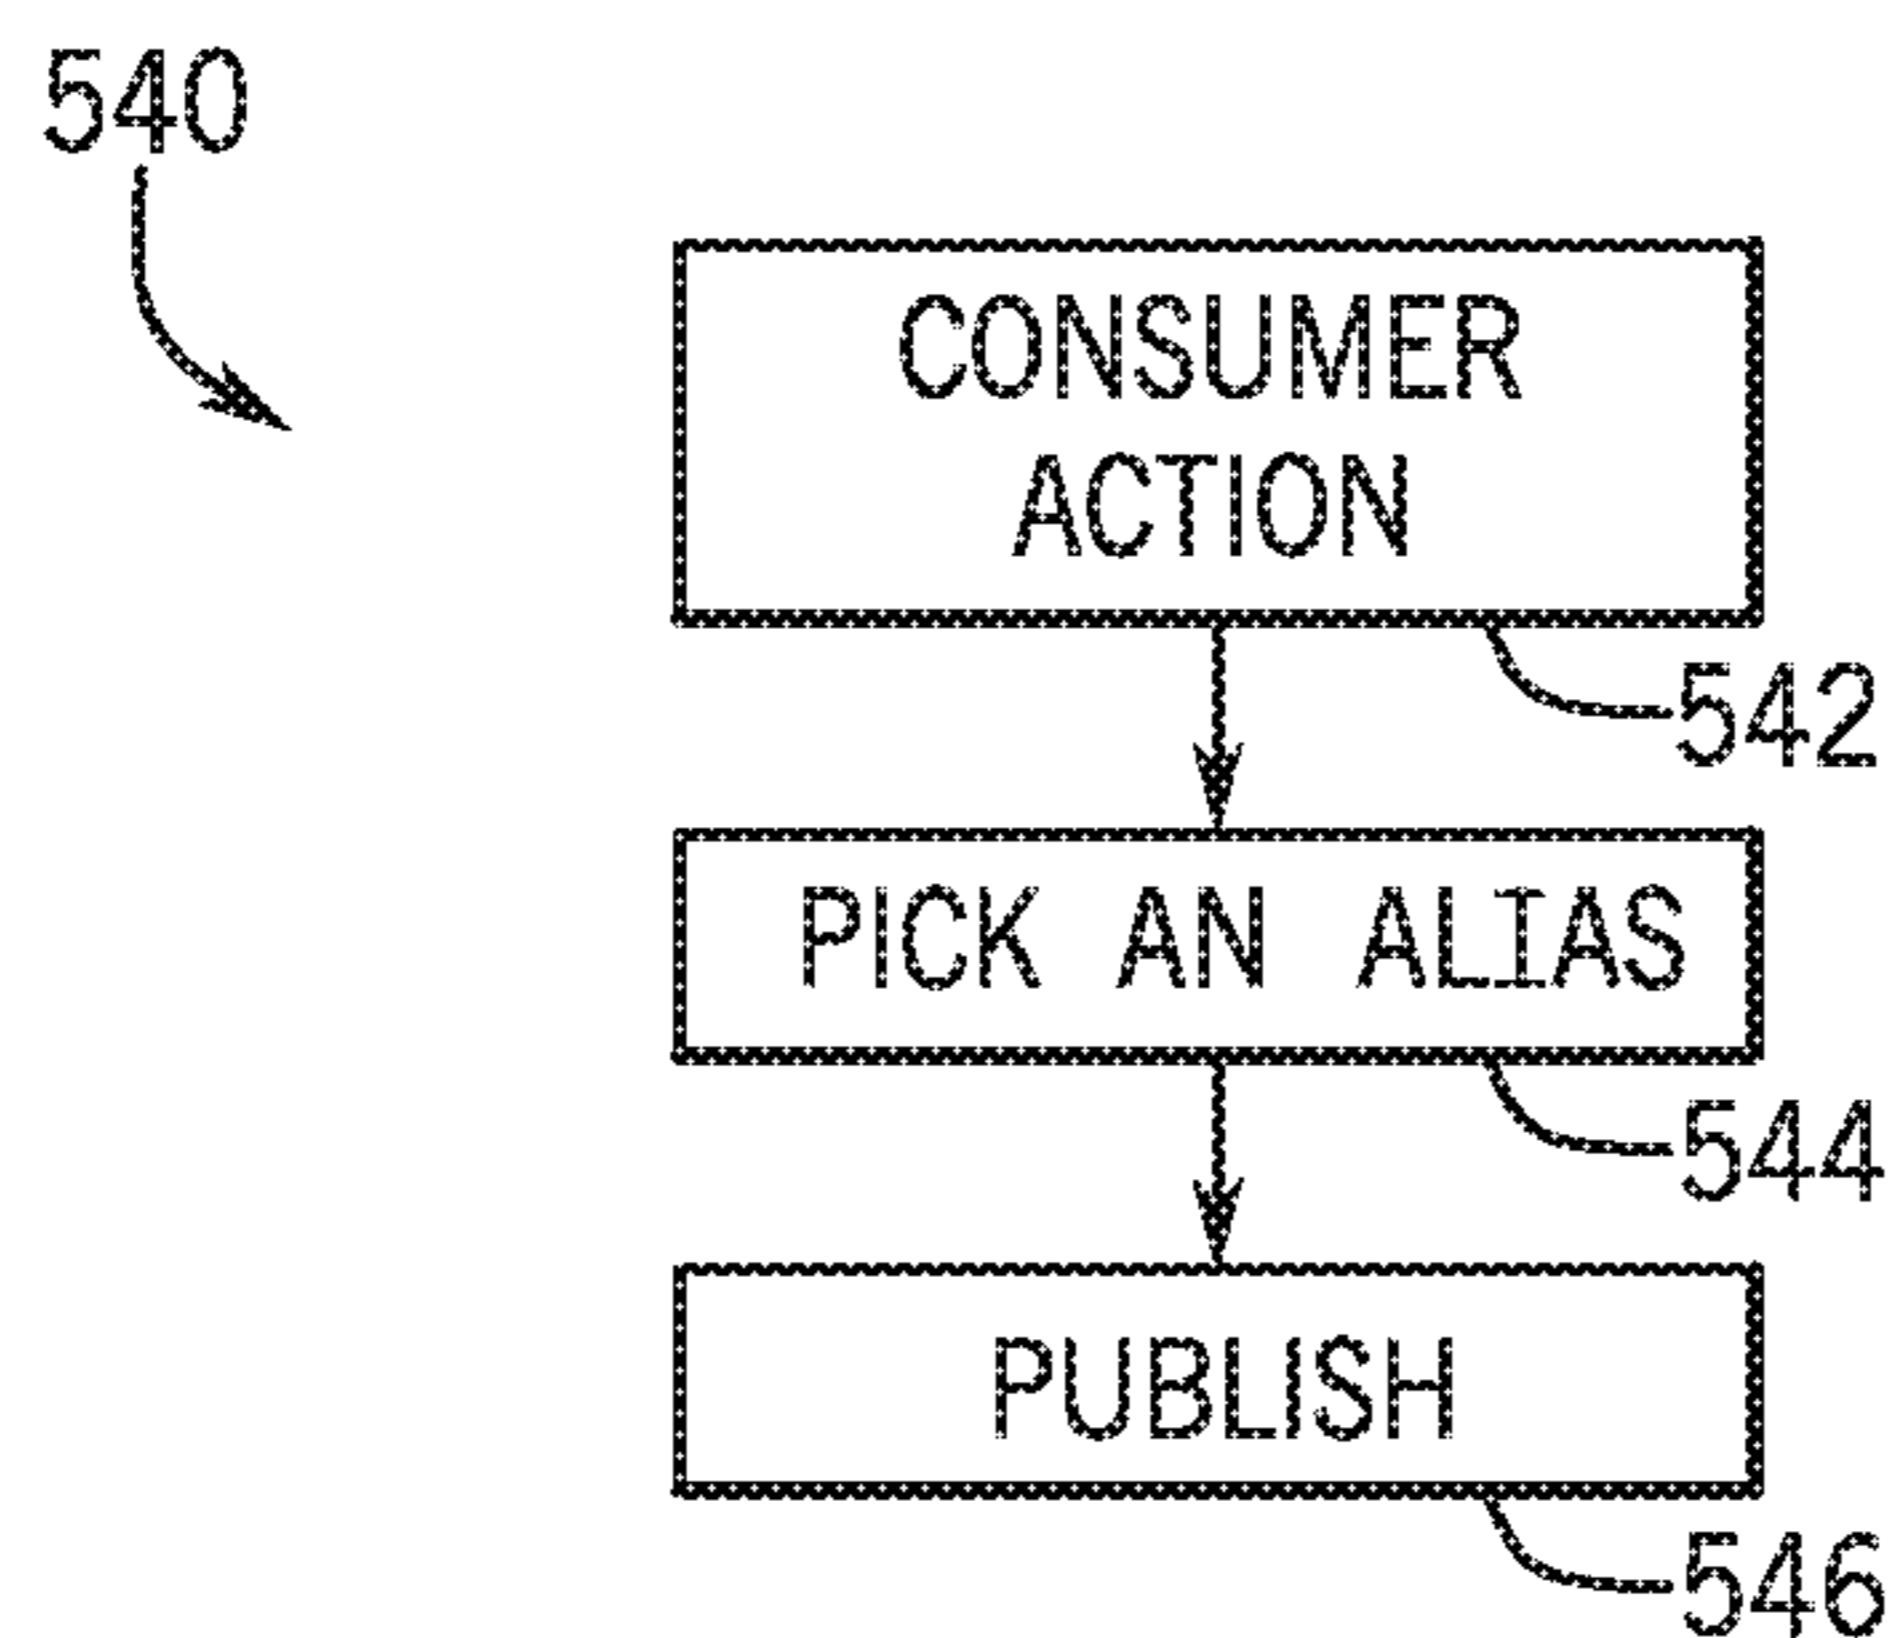 540
CONSUMER
ACTION
542
PICK AN ALIAS
544
PUBLISH
546